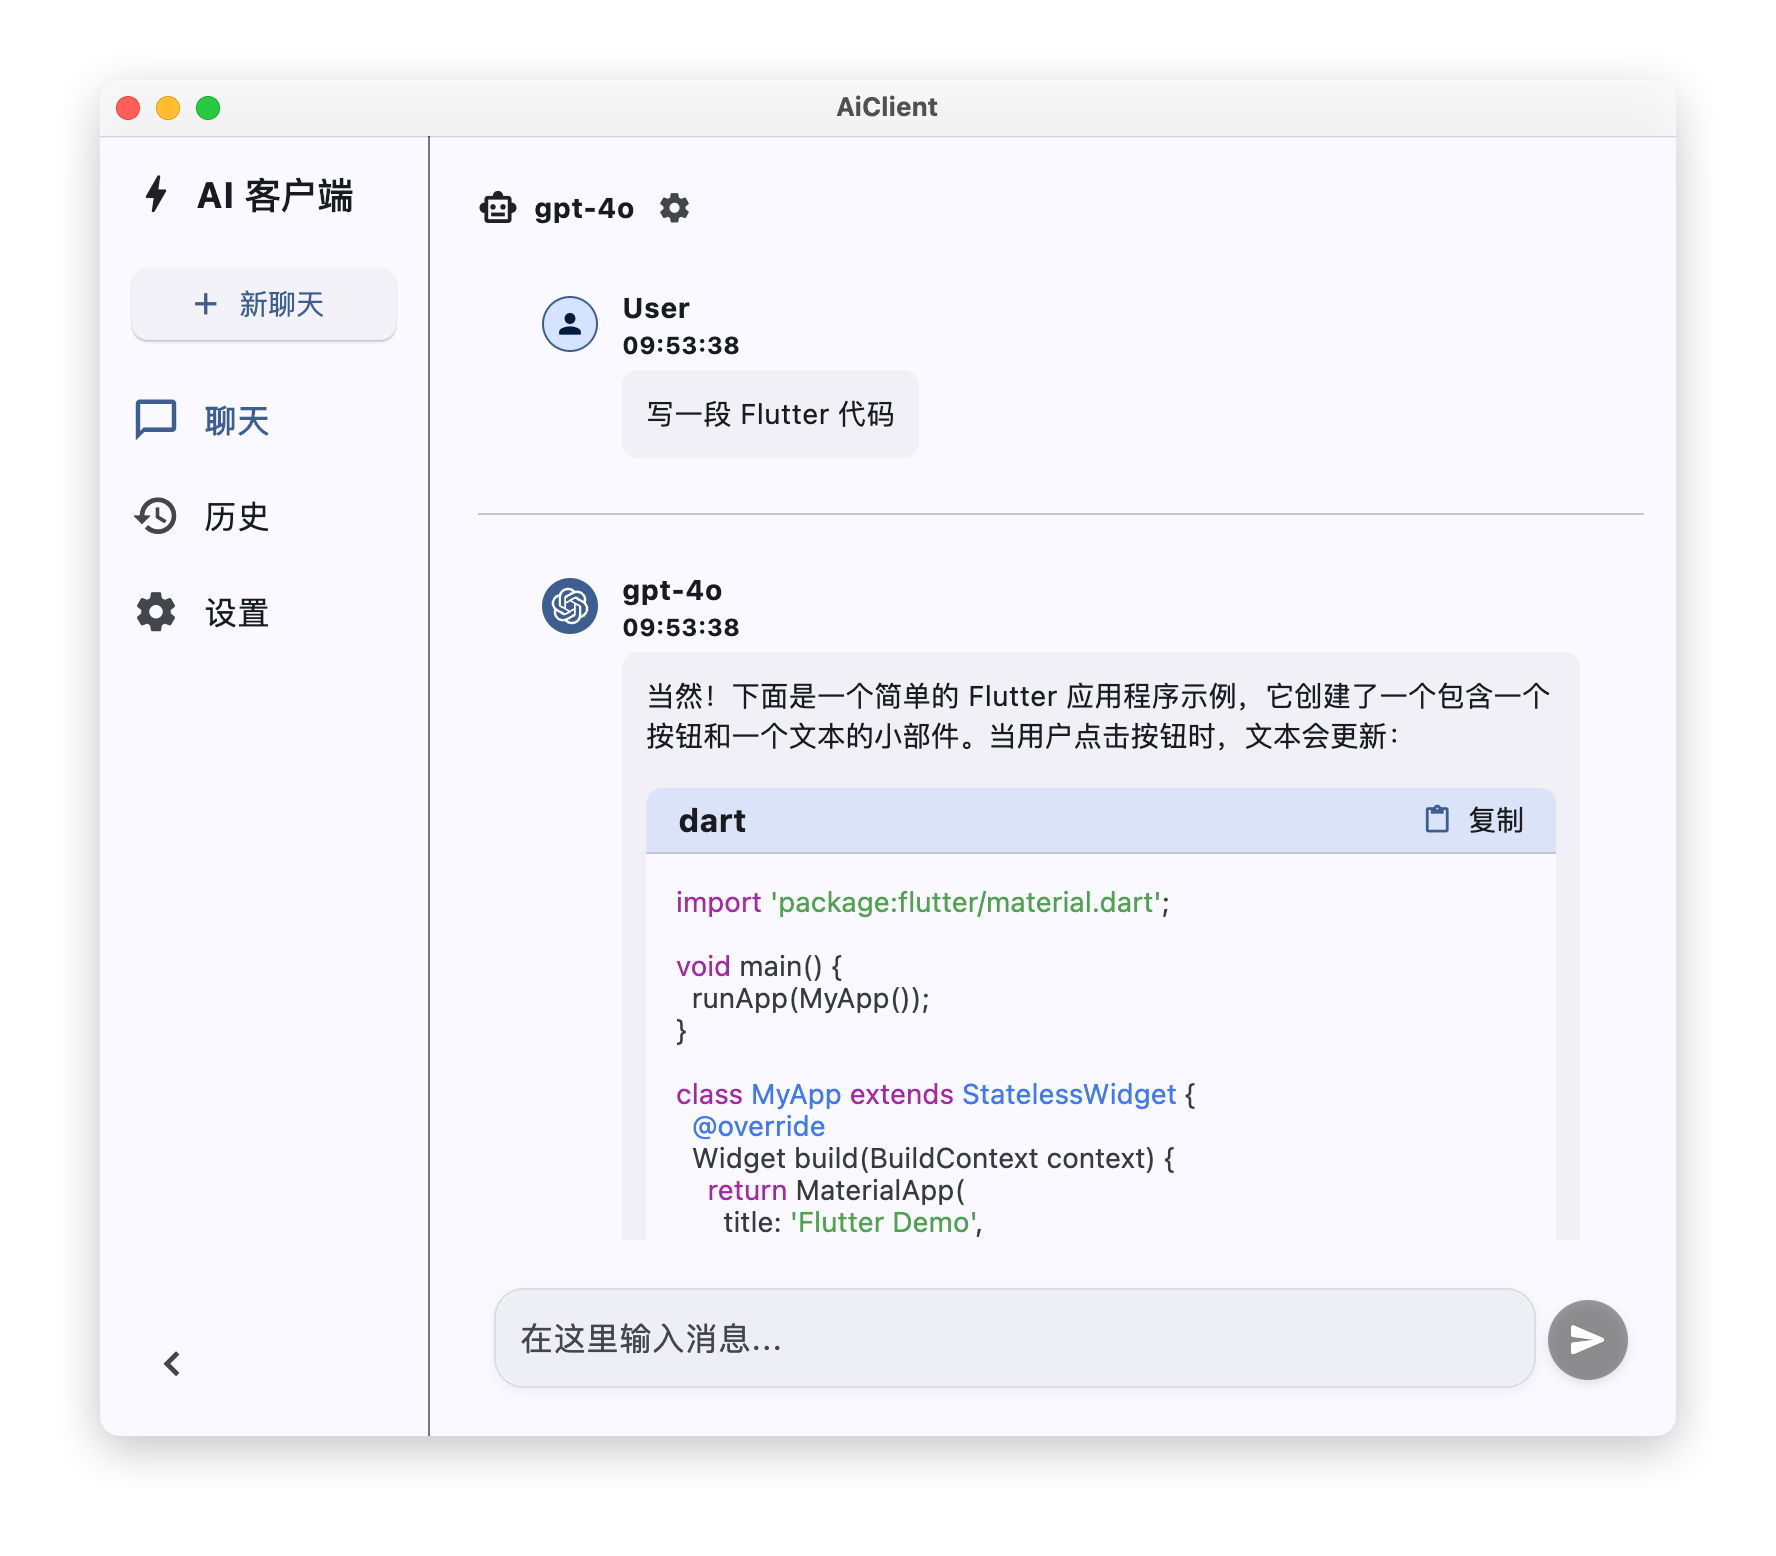 AiClient
AI 客户端
新聊天
聊天
历史
设置
gpt-4o
User
09:53:38
写一段 Flutter 代码
gpt-4o
09:53:38
当然！下面是一个简单的 Flutter 应用程序示例，它创建了一个包含一个
按钮和一个文本的小部件。当用户点击按钮时，文本会更新：
dart
复制
import 'package:flutter/material.dart';
void main() {
  runApp(MyApp());
}
class MyApp extends StatelessWidget {
  @override
  Widget build(BuildContext context) {
    return MaterialApp(
      title: 'Flutter Demo',
在这里输入消息...